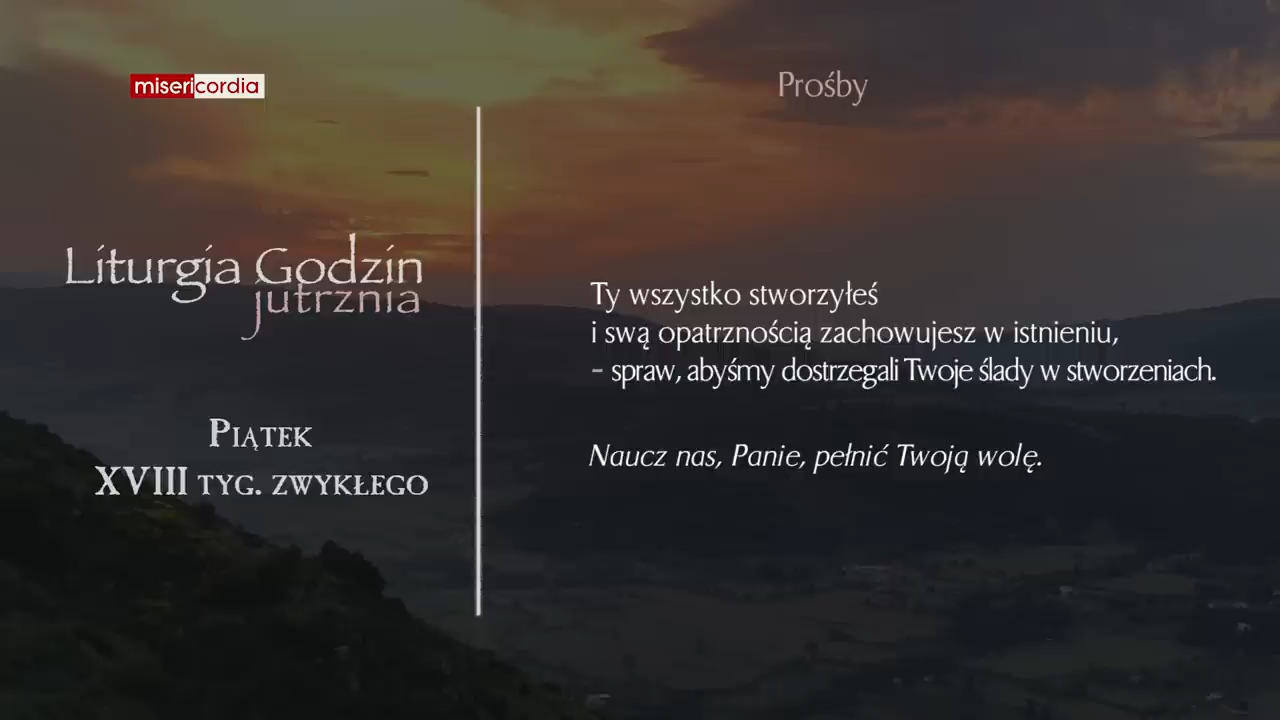 misericordia
Prośby
Liturgia Godzin
jutrznia
Piątek
XVIII tyg. zwykłego
Ty wszystko stworzyłeś
i swą opatrznością zachowujesz w istnieniu,
- spraw, abyśmy dostrzegali Twoje ślady w stworzeniach.
Naucz nas, Panie, pełnić Twoją wolę.